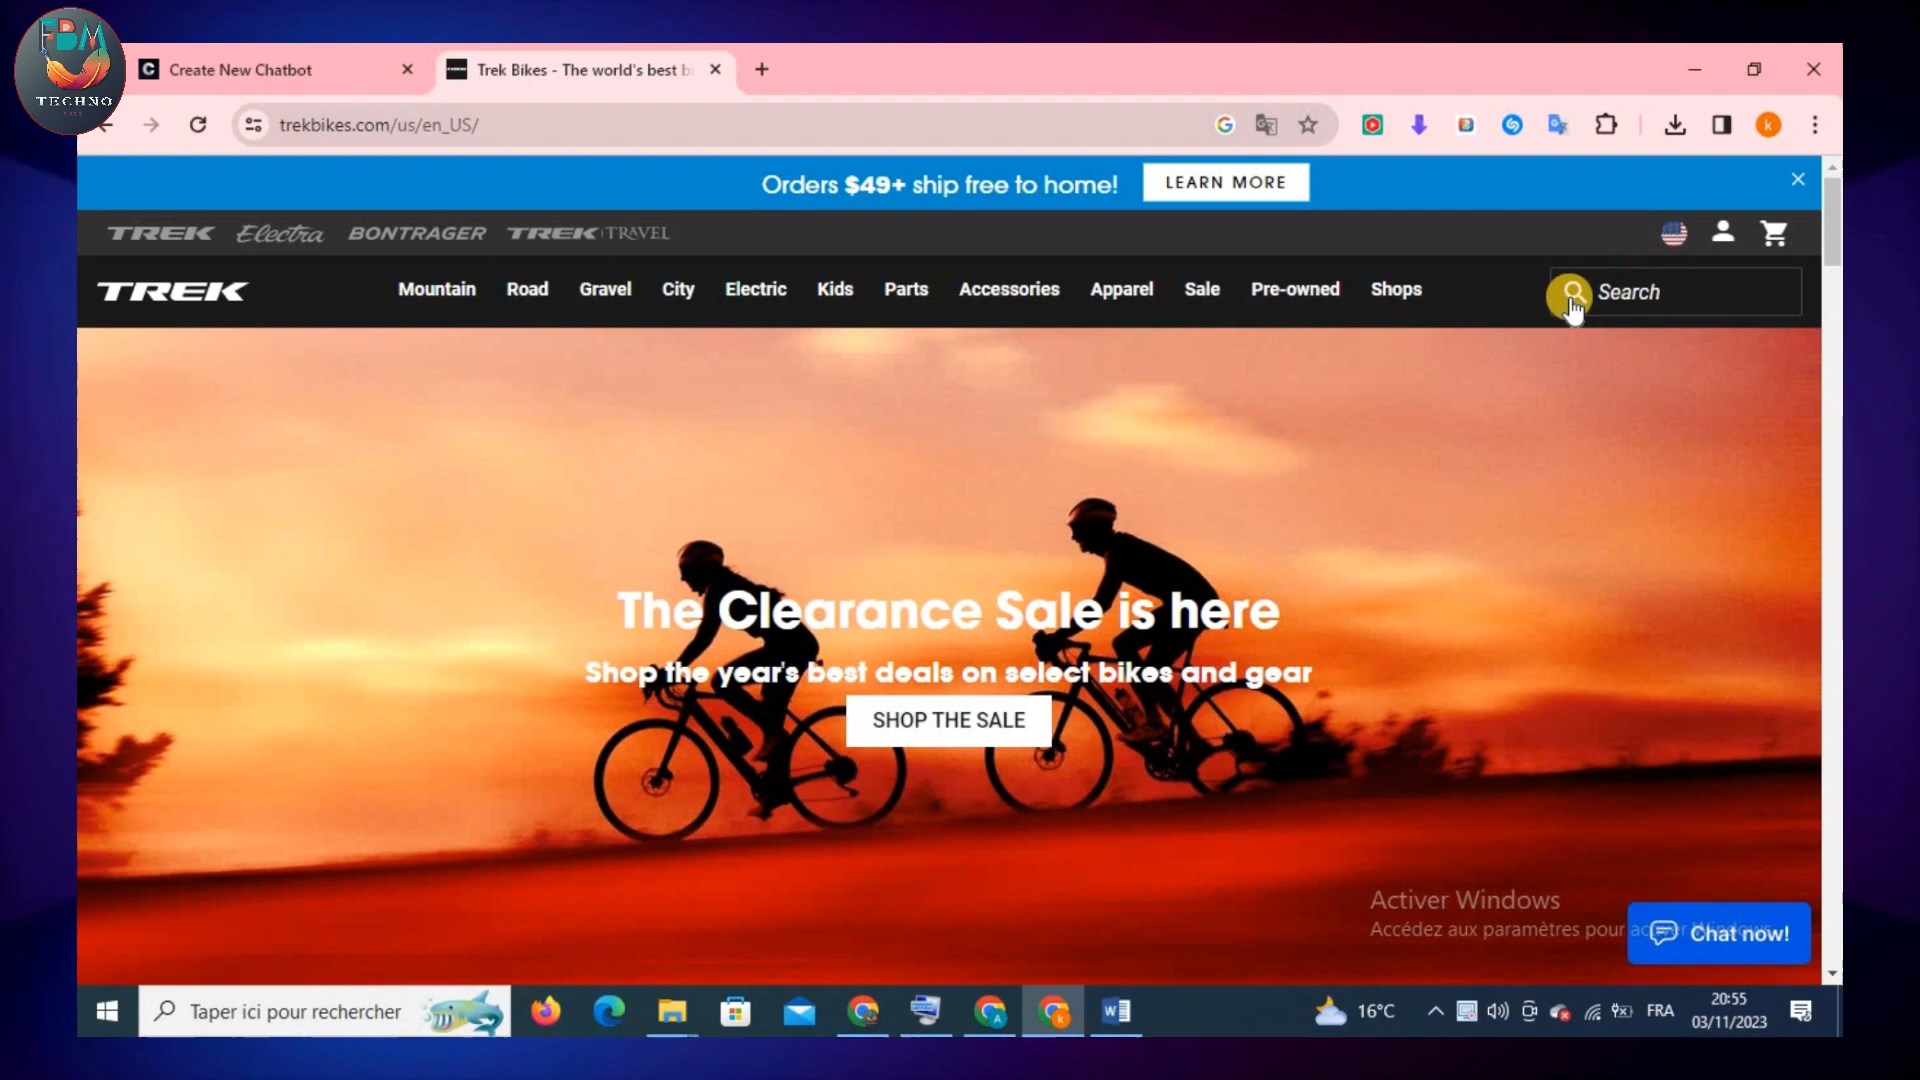 FBM
TECHNO
Create New Chatbot
Trek Bikes - The world's best b
trekbikes.com/us/en_US/
k
Orders $49+ ship free to home!
LEARN MORE
TREK Electra BONTRAGER TREK TRAVEL
TREK
Mountain Road Gravel City Electric Kids Parts Accessories Apparel Sale Pre-owned Shops
Search
The Clearance Sale is here
Shop the year's best deals on select bikes and gear
SHOP THE SALE
Activer Windows
Accédez aux paramètres pour activer Windows.
Chat now!
Taper ici pour rechercher
16°C
FRA
20:55
03/11/2023